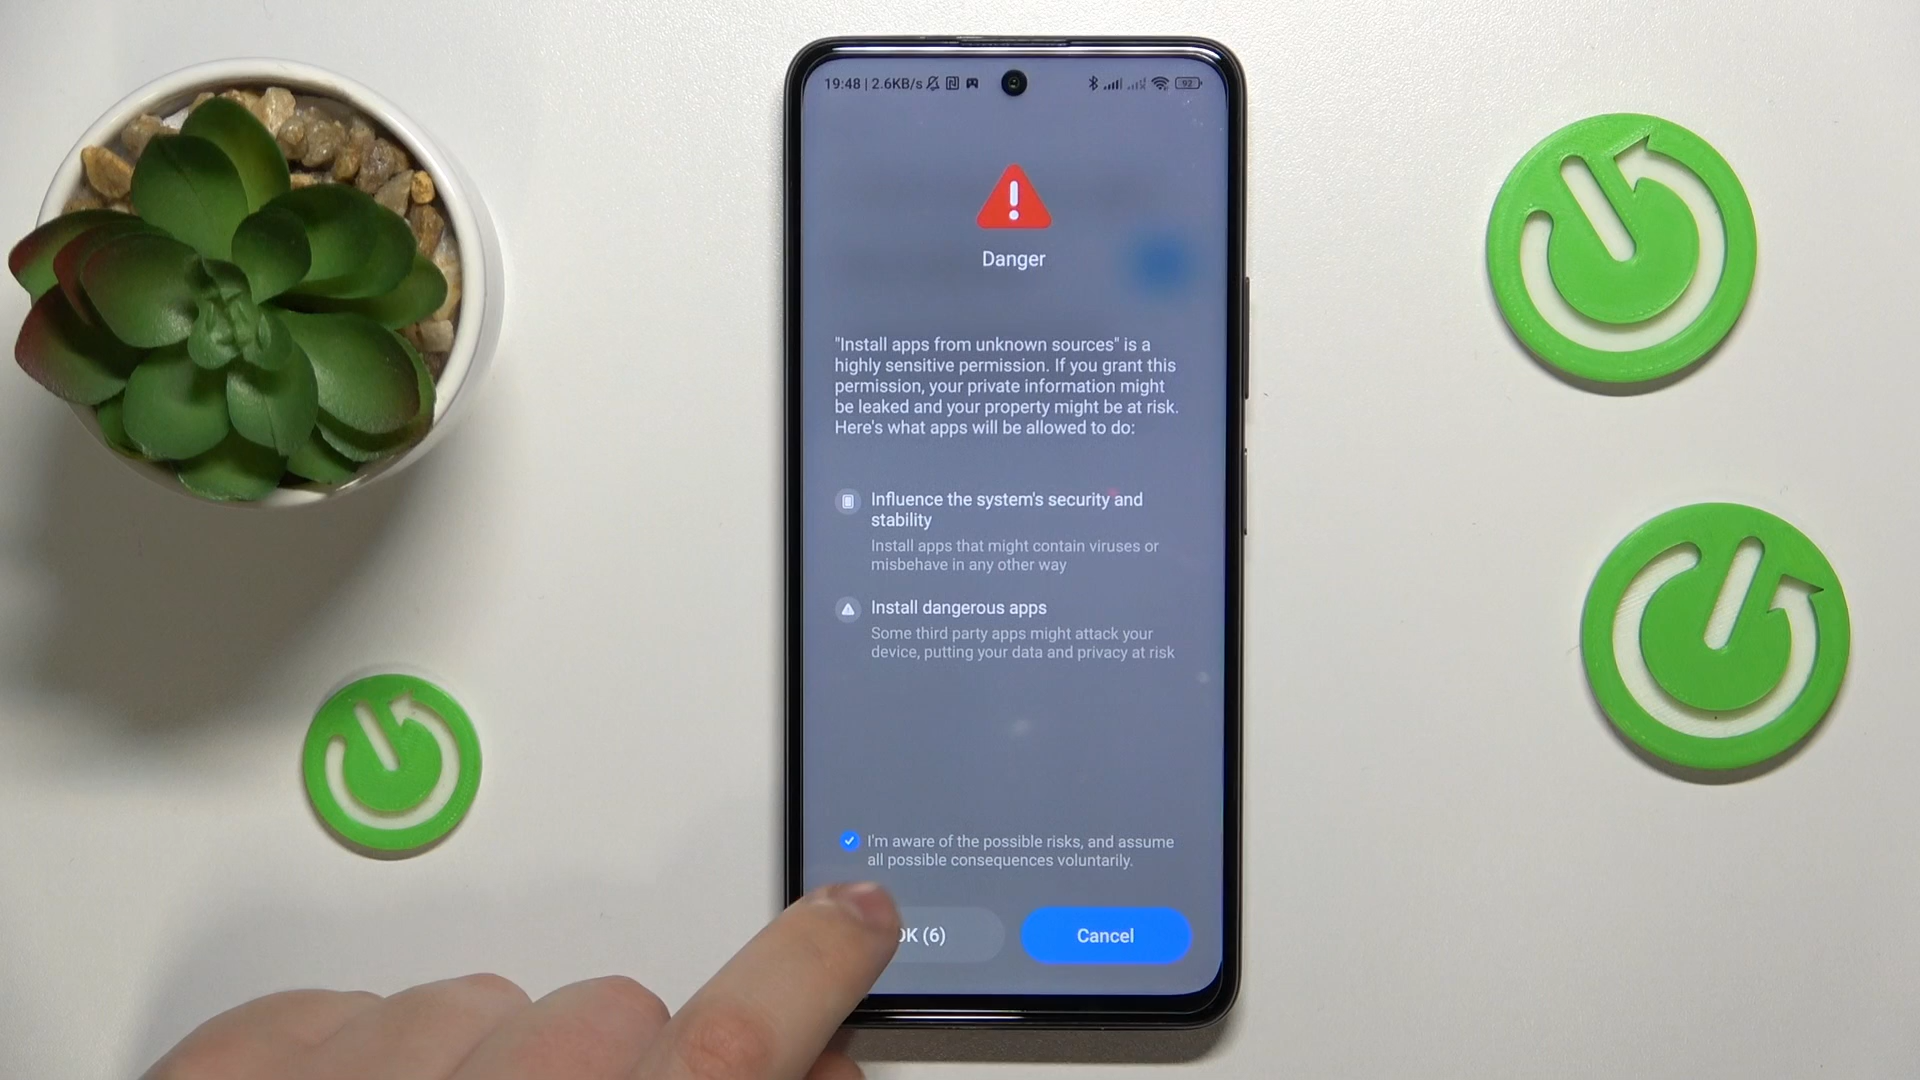 19:48 | 2.6KB/s
92
Danger
"Install apps from unknown sources" is a
highly sensitive permission. If you grant this
permission, your private information might
be leaked and your property might be at risk.
Here's what apps will be allowed to do:
Influence the system's security and
stability
Install apps that might contain viruses or
misbehave in any other way
Install dangerous apps
Some third party apps might attack your
device, putting your data and privacy at risk
I'm aware of the possible risks, and assume
all possible consequences voluntarily.
OK (6)
Cancel